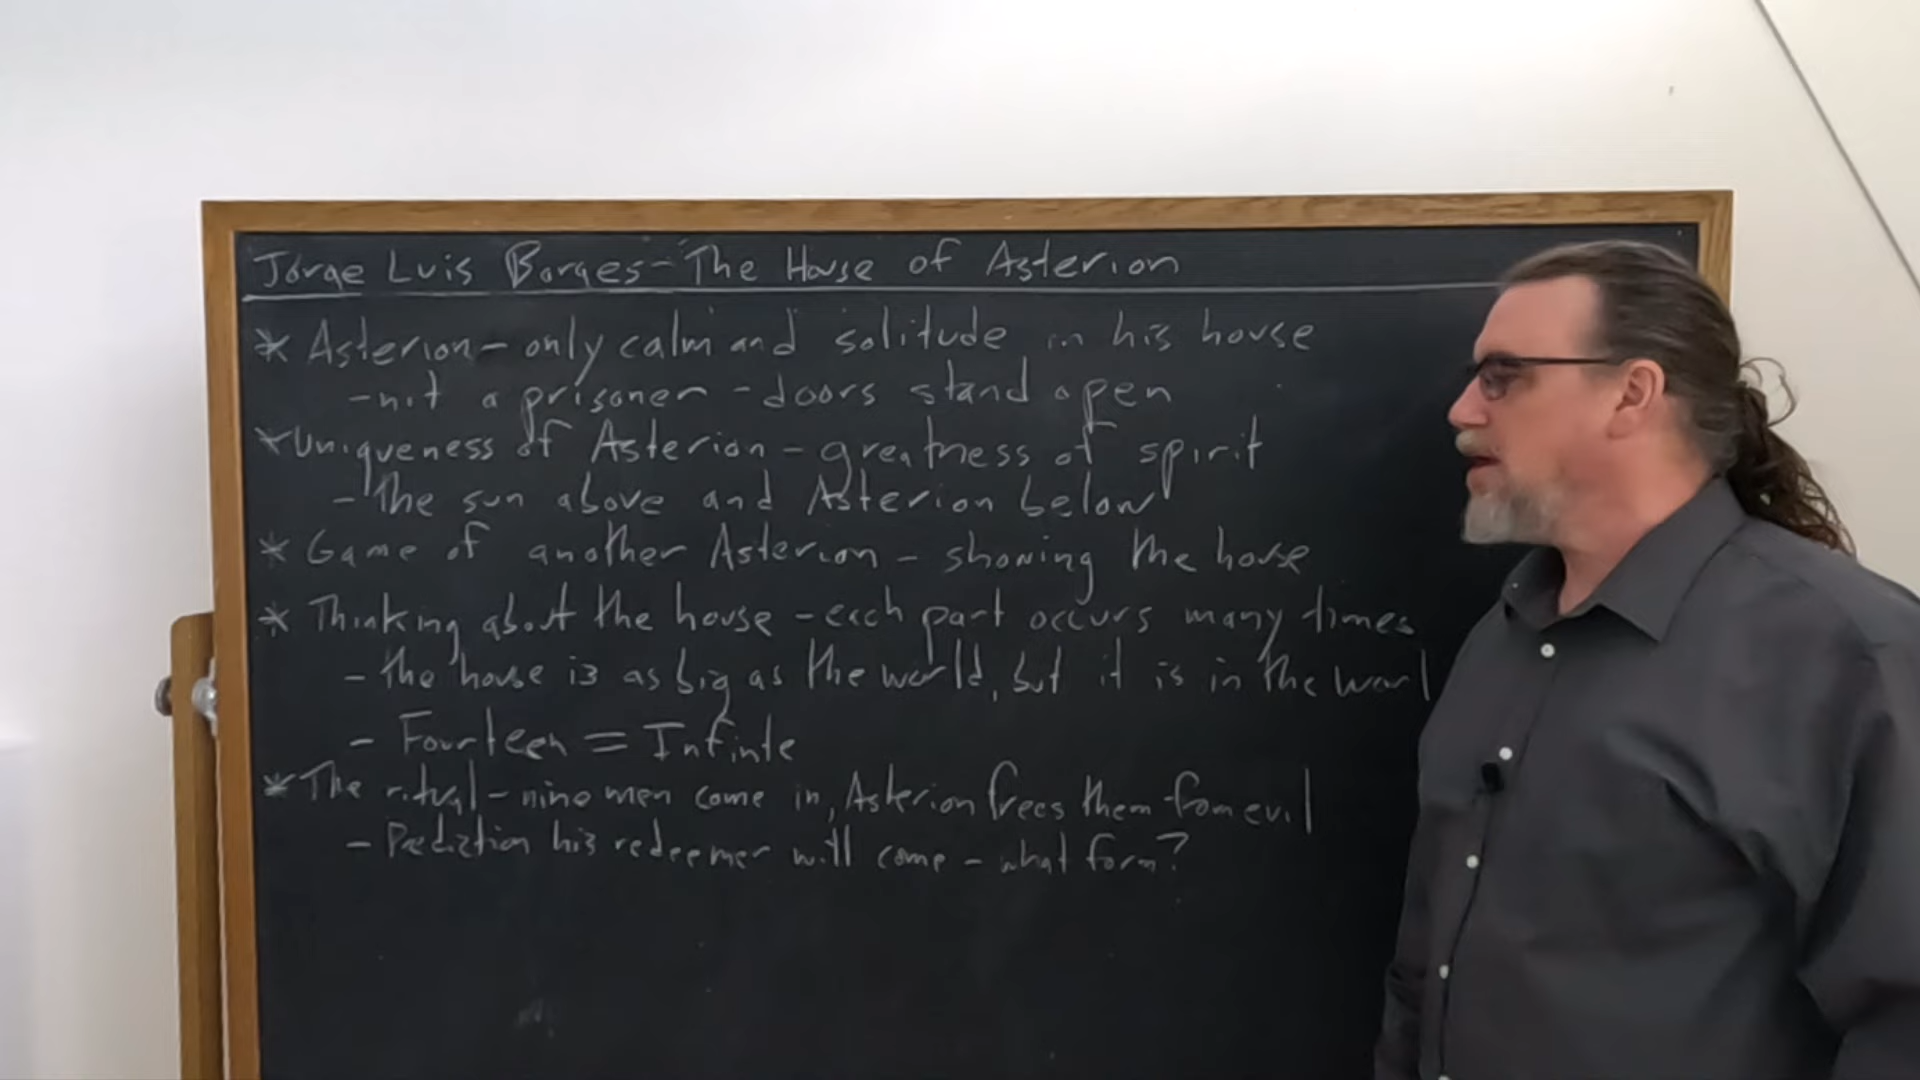 Jorge Luis Borges - The House of Asterion
* Asterion - only calm and solitude in his house
- not a prisoner - doors stand open
* Uniqueness of Asterion - greatness of spirit
- The sun above and Asterion below
* Game of another Asterion - showing the house
* Thinking about the house - each part occurs many times
- the house is as big as the world, but it is in the worl
- Fourteen = Infinite
* The ritual - nine men come in, Asterion frees them from evil
- Prediction his redeemer will come - what form?